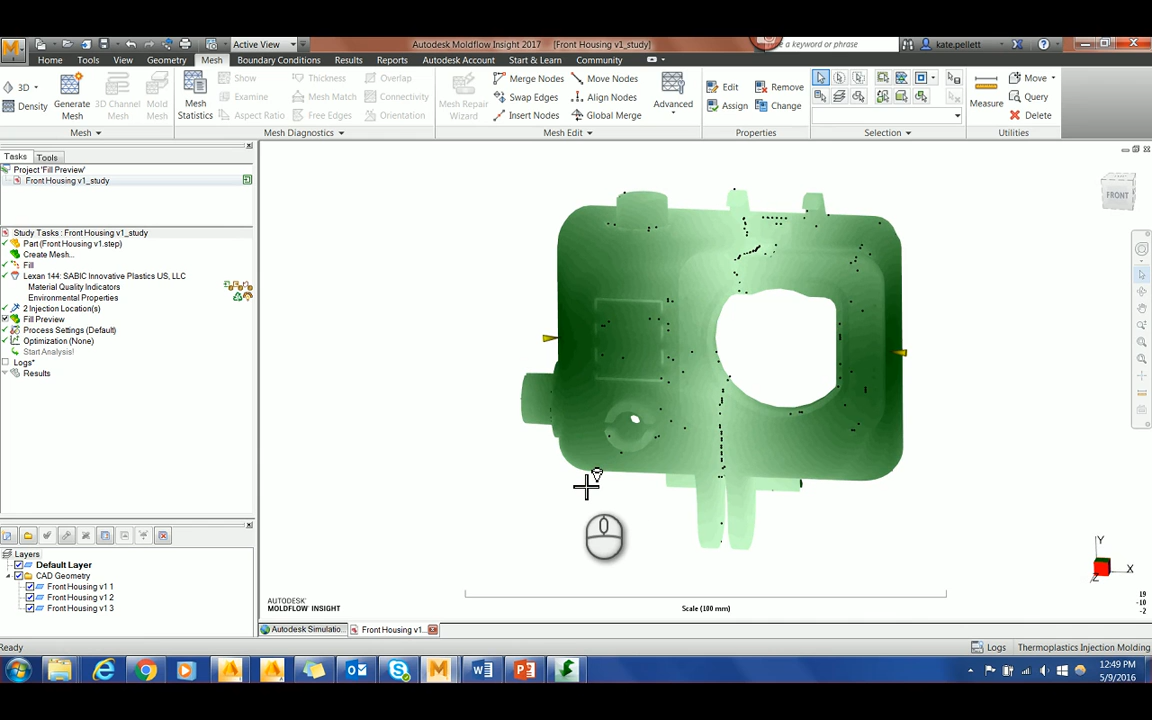 Active View
Autodesk Moldflow Insight 2017 [Front Housing v1_study]
e a keyword or phrase
kate.pellett
Home Tools View Geometry Mesh Boundary Conditions Results Reports Autodesk Account Start & Learn Community
3D
Density
Generate Mesh
3D Channel Mesh
Mold Mesh
Mesh Statistics
Show Thickness Overlap
Examine Mesh Match Connectivity
Aspect Ratio Free Edges Orientation
Mesh Repair Wizard
Merge Nodes Move Nodes
Swap Edges Align Nodes
Insert Nodes Global Merge
Advanced
Edit Remove
Assign Change
Measure
Move
Query
Delete
Mesh Mesh Diagnostics Mesh Edit Properties Selection Utilities
Tasks Tools
Project 'Fill Preview'
Front Housing v1_study
Study Tasks : Front Housing v1_study
Part (Front Housing v1.step)
Create Mesh...
Fill
Lexan 144: SABIC Innovative Plastics US, LLC
Material Quality Indicators
Environmental Properties
2 Injection Location(s)
Fill Preview
Process Settings (Default)
Optimization (None)
Start Analysis!
Logs*
Results
FRONT
Layers
Default Layer
CAD Geometry
Front Housing v1 1
Front Housing v1 2
Front Housing v1 3
Y
X
Z
AUTODESK'
MOLDFLOW INSIGHT
Scale (100 mm)
19
-10
-2
Autodesk Simulatio... Front Housing v1...
Ready
Logs Thermoplastics Injection Molding
12:49 PM
5/9/2016